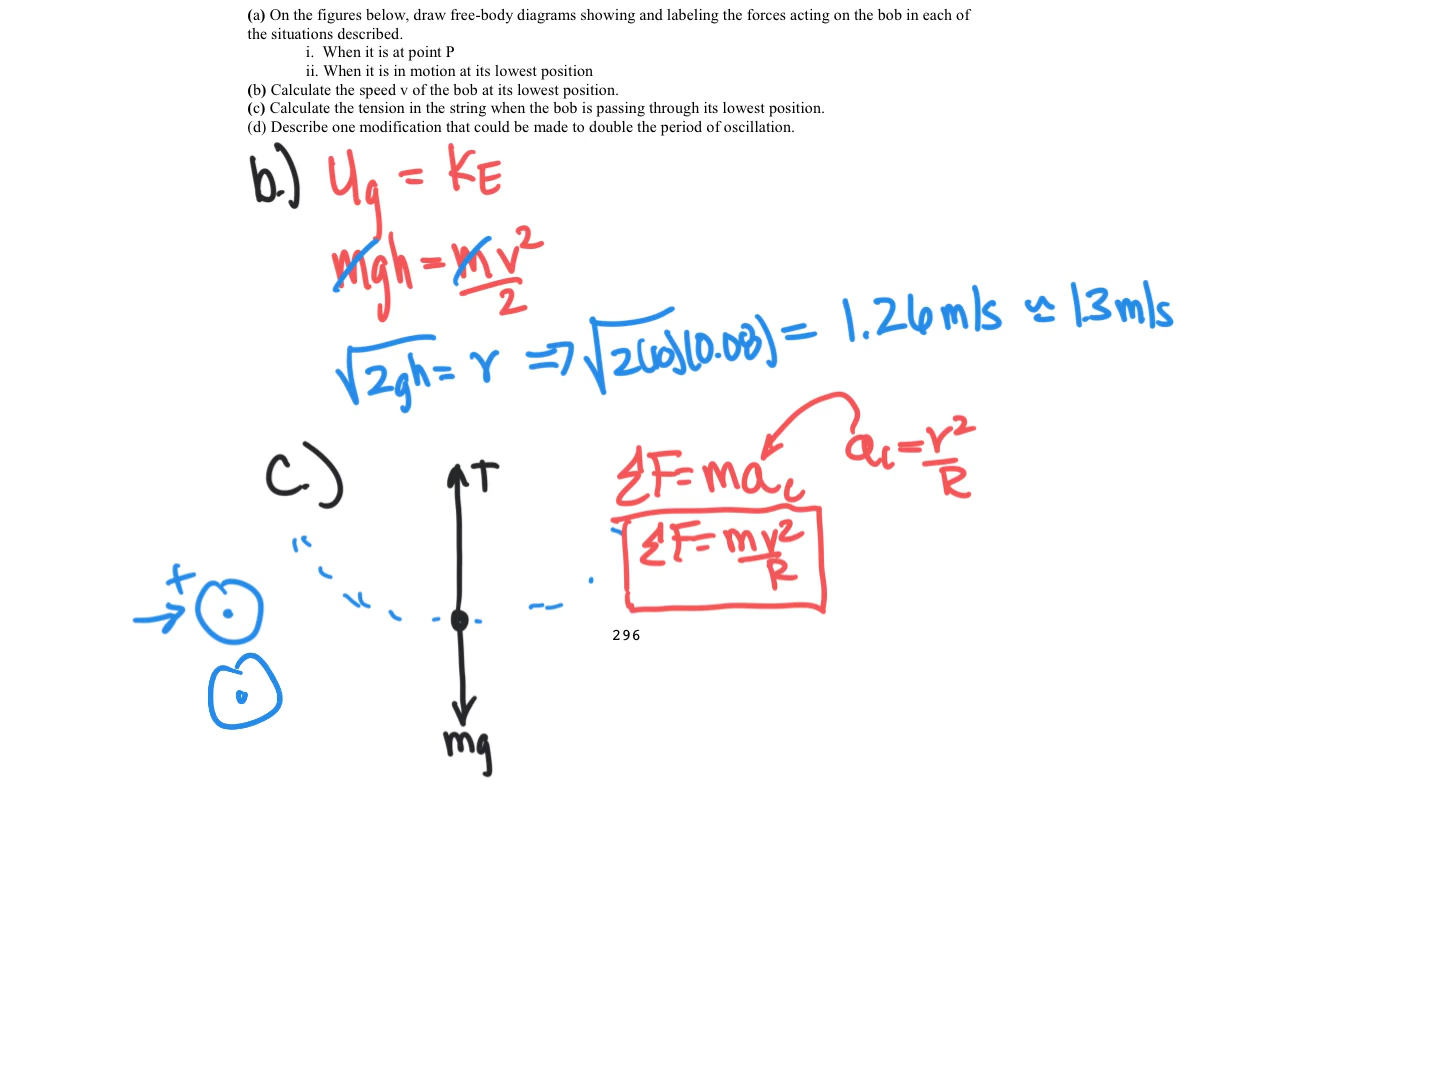 (a) On the figures below, draw free-body diagrams showing and labeling the forces acting on the bob in each of
the situations described.
i. When it is at point P
ii. When it is in motion at its lowest position
(b) Calculate the speed v of the bob at its lowest position.
(c) Calculate the tension in the string when the bob is passing through its lowest position.
(d) Describe one modification that could be made to double the period of oscillation.
b.) Ug = KE
mgh = mv²/2
√2gh = v ⇒ √2(10)(0.08) = 1.26 m/s ≈ 1.3 m/s
c.)
T
ΣF = mac
ac = v²/R
ΣF = mv²/R
+
296
mg